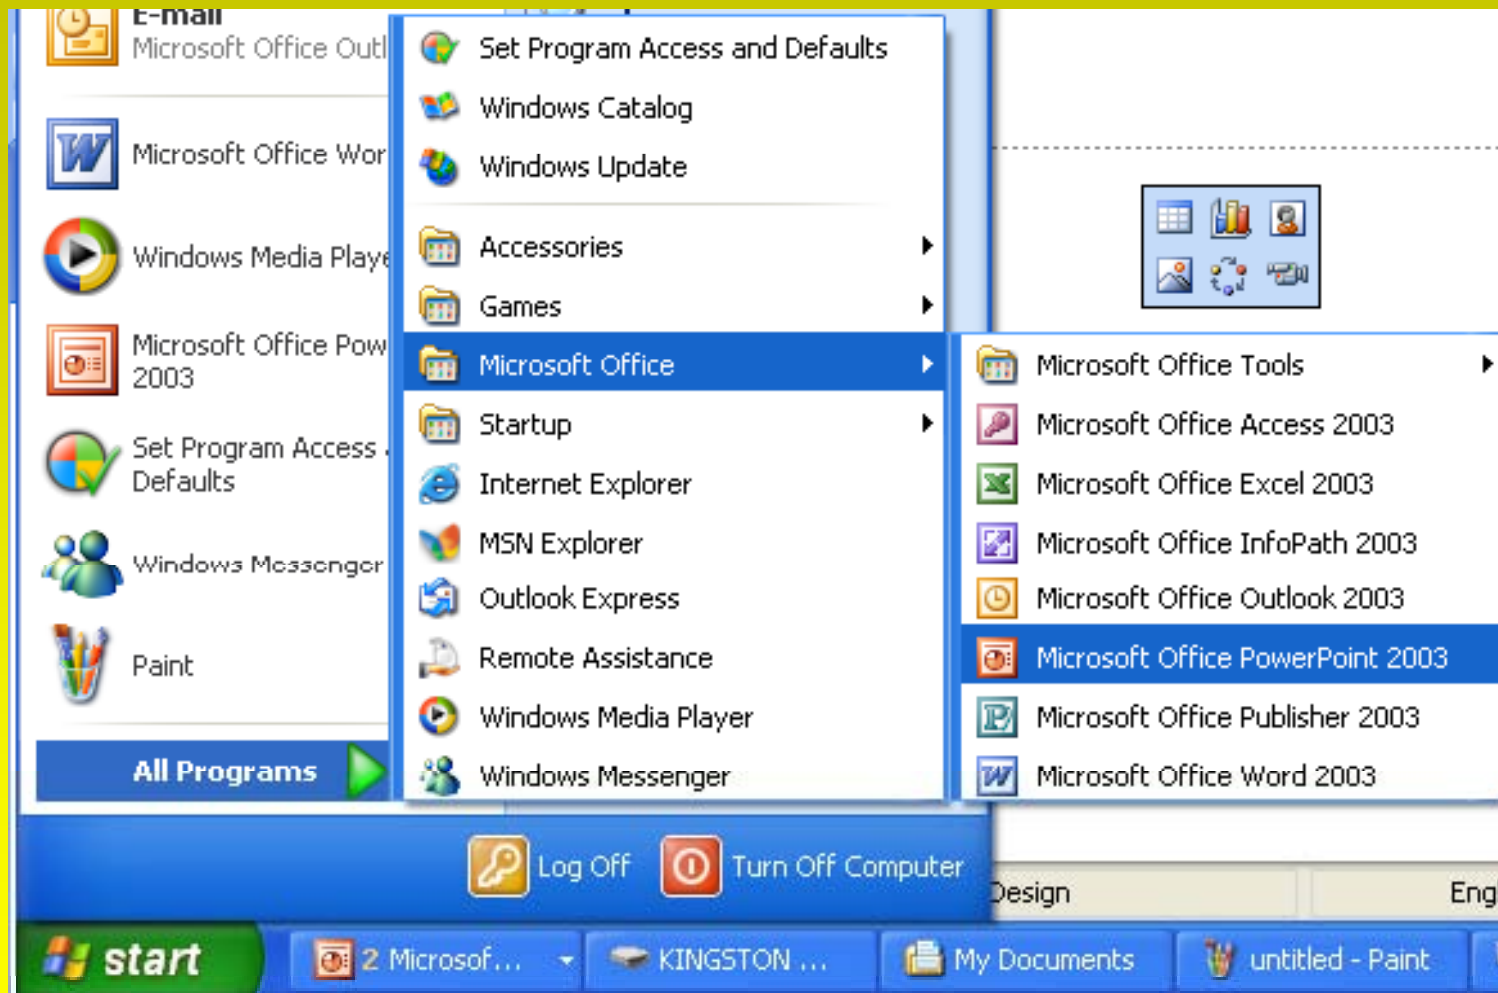 E-mail
Microsoft Office Outl
Microsoft Office Wor
Windows Media Playe
Microsoft Office Pow
2003
Set Program Access
Defaults
Windows Messenger
Paint
All Programs
Set Program Access and Defaults
Windows Catalog
Windows Update
Accessories
Games
Microsoft Office
Startup
Internet Explorer
MSN Explorer
Outlook Express
Remote Assistance
Windows Media Player
Windows Messenger
Microsoft Office Tools
Microsoft Office Access 2003
Microsoft Office Excel 2003
Microsoft Office InfoPath 2003
Microsoft Office Outlook 2003
Microsoft Office PowerPoint 2003
Microsoft Office Publisher 2003
Microsoft Office Word 2003
Log Off
Turn Off Computer
Design
Eng
start
2 Microsof...
KINGSTON ...
My Documents
untitled - Paint